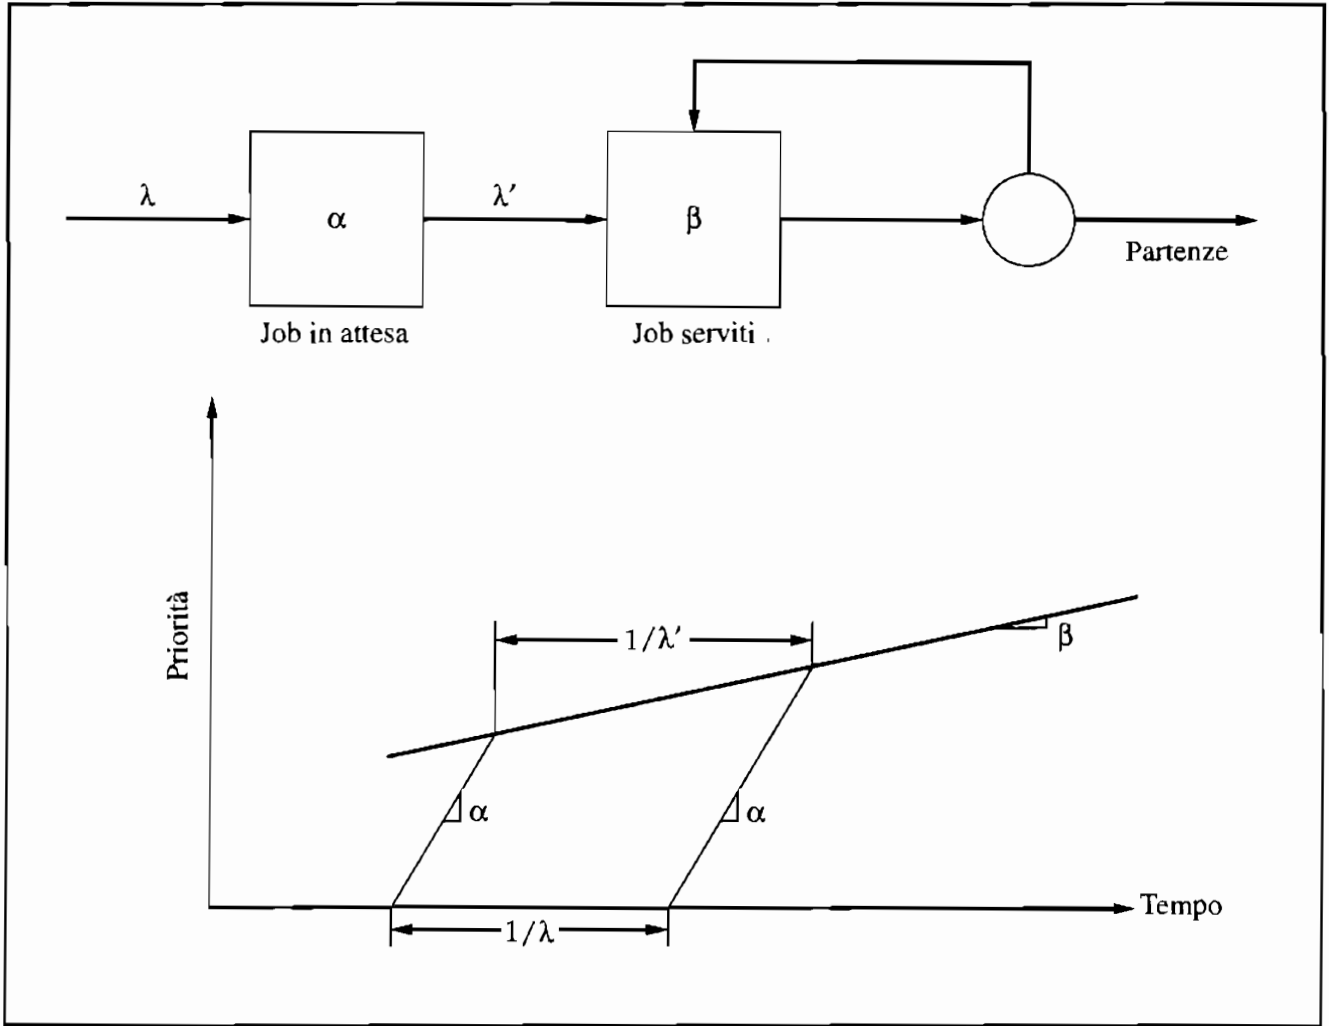 λ
λ′
α
β
Partenze
Job in attesa
Job serviti
Priorità
1/λ′
β
α
α
Tempo
1/λ